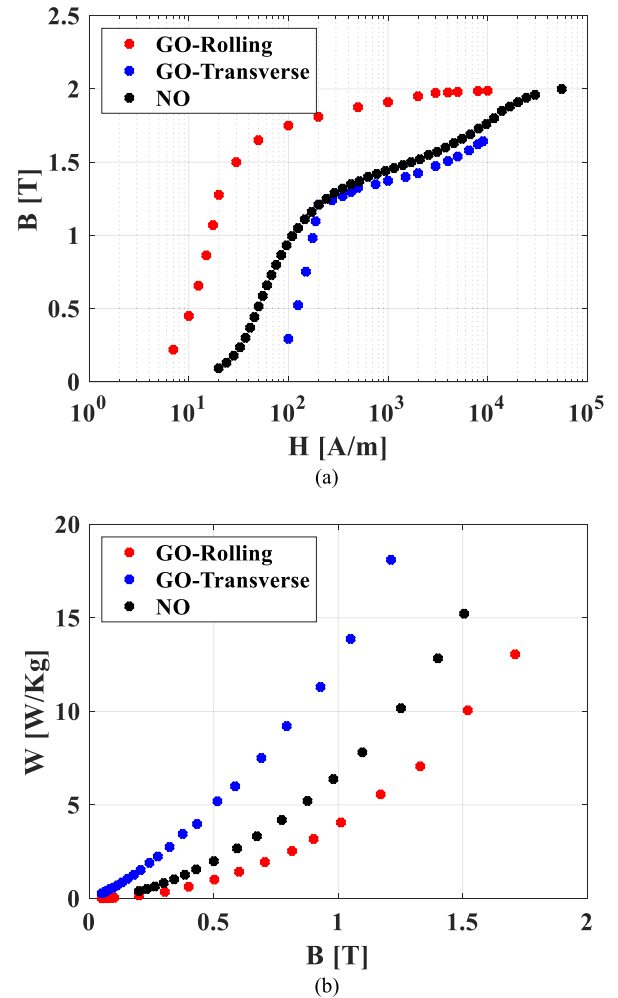 2.5
GO-Rolling
GO-Transverse
NO
2
1.5
1
0.5
0
B [T]
10^0
10^1
10^2
10^3
10^4
10^5
H [A/m]
(a)
20
GO-Rolling
GO-Transverse
NO
15
10
5
0
W [W/Kg]
0
0.5
1
1.5
2
B [T]
(b)